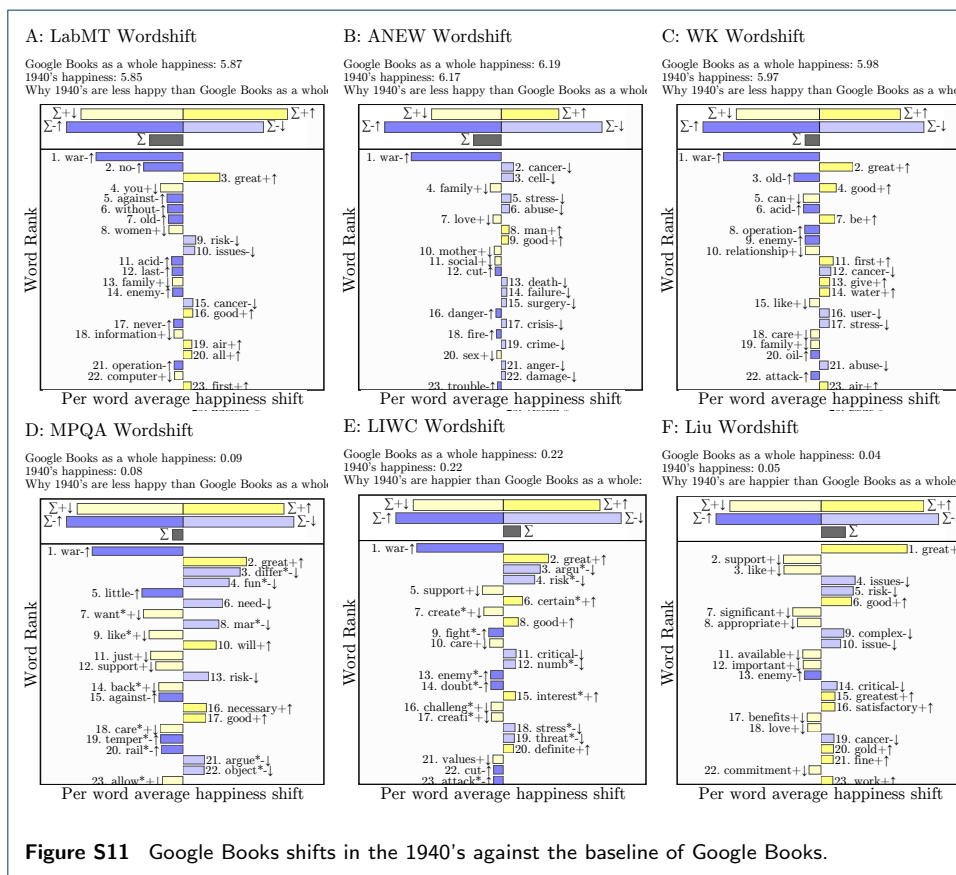 A: LabMT Wordshift
Google Books as a whole happiness: 5.87
1940's happiness: 5.85
Why 1940's are less happy than Google Books as a whol
Σ+↓
Σ+↑
Σ-↑
Σ-↓
Σ
1. war-↑
2. no-↑
3. great+↑
4. you+↓
5. against-↑
6. without-↑
7. old-↑
8. women+↓
9. risk-↓
10. issues-↓
11. acid-↑
12. last-↑
13. family+↓
14. enemy-↑
15. cancer-↓
16. good+↑
17. never-↑
18. information+↓
19. air+↑
20. all+↑
21. operation-↑
22. computer+↓
23. first+↑
Word Rank
Per word average happiness shift
B: ANEW Wordshift
Google Books as a whole happiness: 6.19
1940's happiness: 6.17
Why 1940's are less happy than Google Books as a whole
Σ+↓
Σ+↑
Σ-↑
Σ-↓
Σ
1. war-↑
2. cancer-↓
3. cell-↓
4. family+↓
5. stress-↓
6. abuse-↓
7. love+↓
8. man+↑
9. good+↑
10. mother+↓
11. social+↓
12. cut-↑
13. death-↓
14. failure-↓
15. surgery-↓
16. danger-↑
17. crisis-↓
18. fire-↑
19. crime-↓
20. sex+↓
21. anger-↓
22. damage-↓
23. trouble-↑
Word Rank
Per word average happiness shift
C: WK Wordshift
Google Books as a whole happiness: 5.98
1940's happiness: 5.97
Why 1940's are less happy than Google Books as a who
Σ+↓
Σ+↑
Σ-↑
Σ-↓
Σ
1. war-↑
2. great+↑
3. old-↑
4. good+↑
5. can+↓
6. acid-↑
7. be+↑
8. operation-↑
9. enemy-↑
10. relationship+↓
11. first+↑
12. cancer-↓
13. give+↑
14. water+↑
15. like+↓
16. user-↓
17. stress-↓
18. care+↓
19. family+↓
20. oil-↑
21. abuse-↓
22. attack-↑
23. air+↑
Word Rank
Per word average happiness shift
D: MPQA Wordshift
Google Books as a whole happiness: 0.09
1940's happiness: 0.08
Why 1940's are less happy than Google Books as a whol
Σ+↓
Σ+↑
Σ-↑
Σ-↓
Σ
1. war-↑
2. great+↑
3. differ*-↓
4. fun*-↓
5. little-↑
6. need-↓
7. want*+↓
8. mar*-↓
9. like*+↓
10. will+↑
11. just+↓
12. support+↓
13. risk-↓
14. back*+↓
15. against-↑
16. necessary+↑
17. good+↑
18. care*+↓
19. temper*-↑
20. rail*-↑
21. argue*-↓
22. object*-↓
23. allow*+↓
Word Rank
Per word average happiness shift
E: LIWC Wordshift
Google Books as a whole happiness: 0.22
1940's happiness: 0.22
Why 1940's are happier than Google Books as a whole:
Σ+↓
Σ+↑
Σ-↑
Σ-↓
Σ
1. war-↑
2. great+↑
3. argu*-↓
4. risk*-↓
5. support+↓
6. certain*+↑
7. create*+↓
8. good+↑
9. fight*-↑
10. care+↓
11. critical-↓
12. numb*-↓
13. enemy*-↑
14. doubt*-↑
15. interest*+↑
16. challeng*+↓
17. creati*+↓
18. stress*-↓
19. threat*-↓
20. definite+↑
21. values+↓
22. cut-↑
23. attack*-↑
Word Rank
Per word average happiness shift
F: Liu Wordshift
Google Books as a whole happiness: 0.04
1940's happiness: 0.05
Why 1940's are happier than Google Books as a whole
Σ+↓
Σ+↑
Σ-↑
Σ-↓
Σ
1. great+
2. support+↓
3. like+↓
4. issues-↓
5. risk-↓
6. good+↑
7. significant+↓
8. appropriate+↓
9. complex-↓
10. issue-↓
11. available+↓
12. important+↓
13. enemy-↑
14. critical-↓
15. greatest+↑
16. satisfactory+↑
17. benefits+↓
18. love+↓
19. cancer-↓
20. gold+↑
21. fine+↑
22. commitment+↓
23. work+↑
Word Rank
Per word average happiness shift
Figure S11 Google Books shifts in the 1940's against the baseline of Google Books.